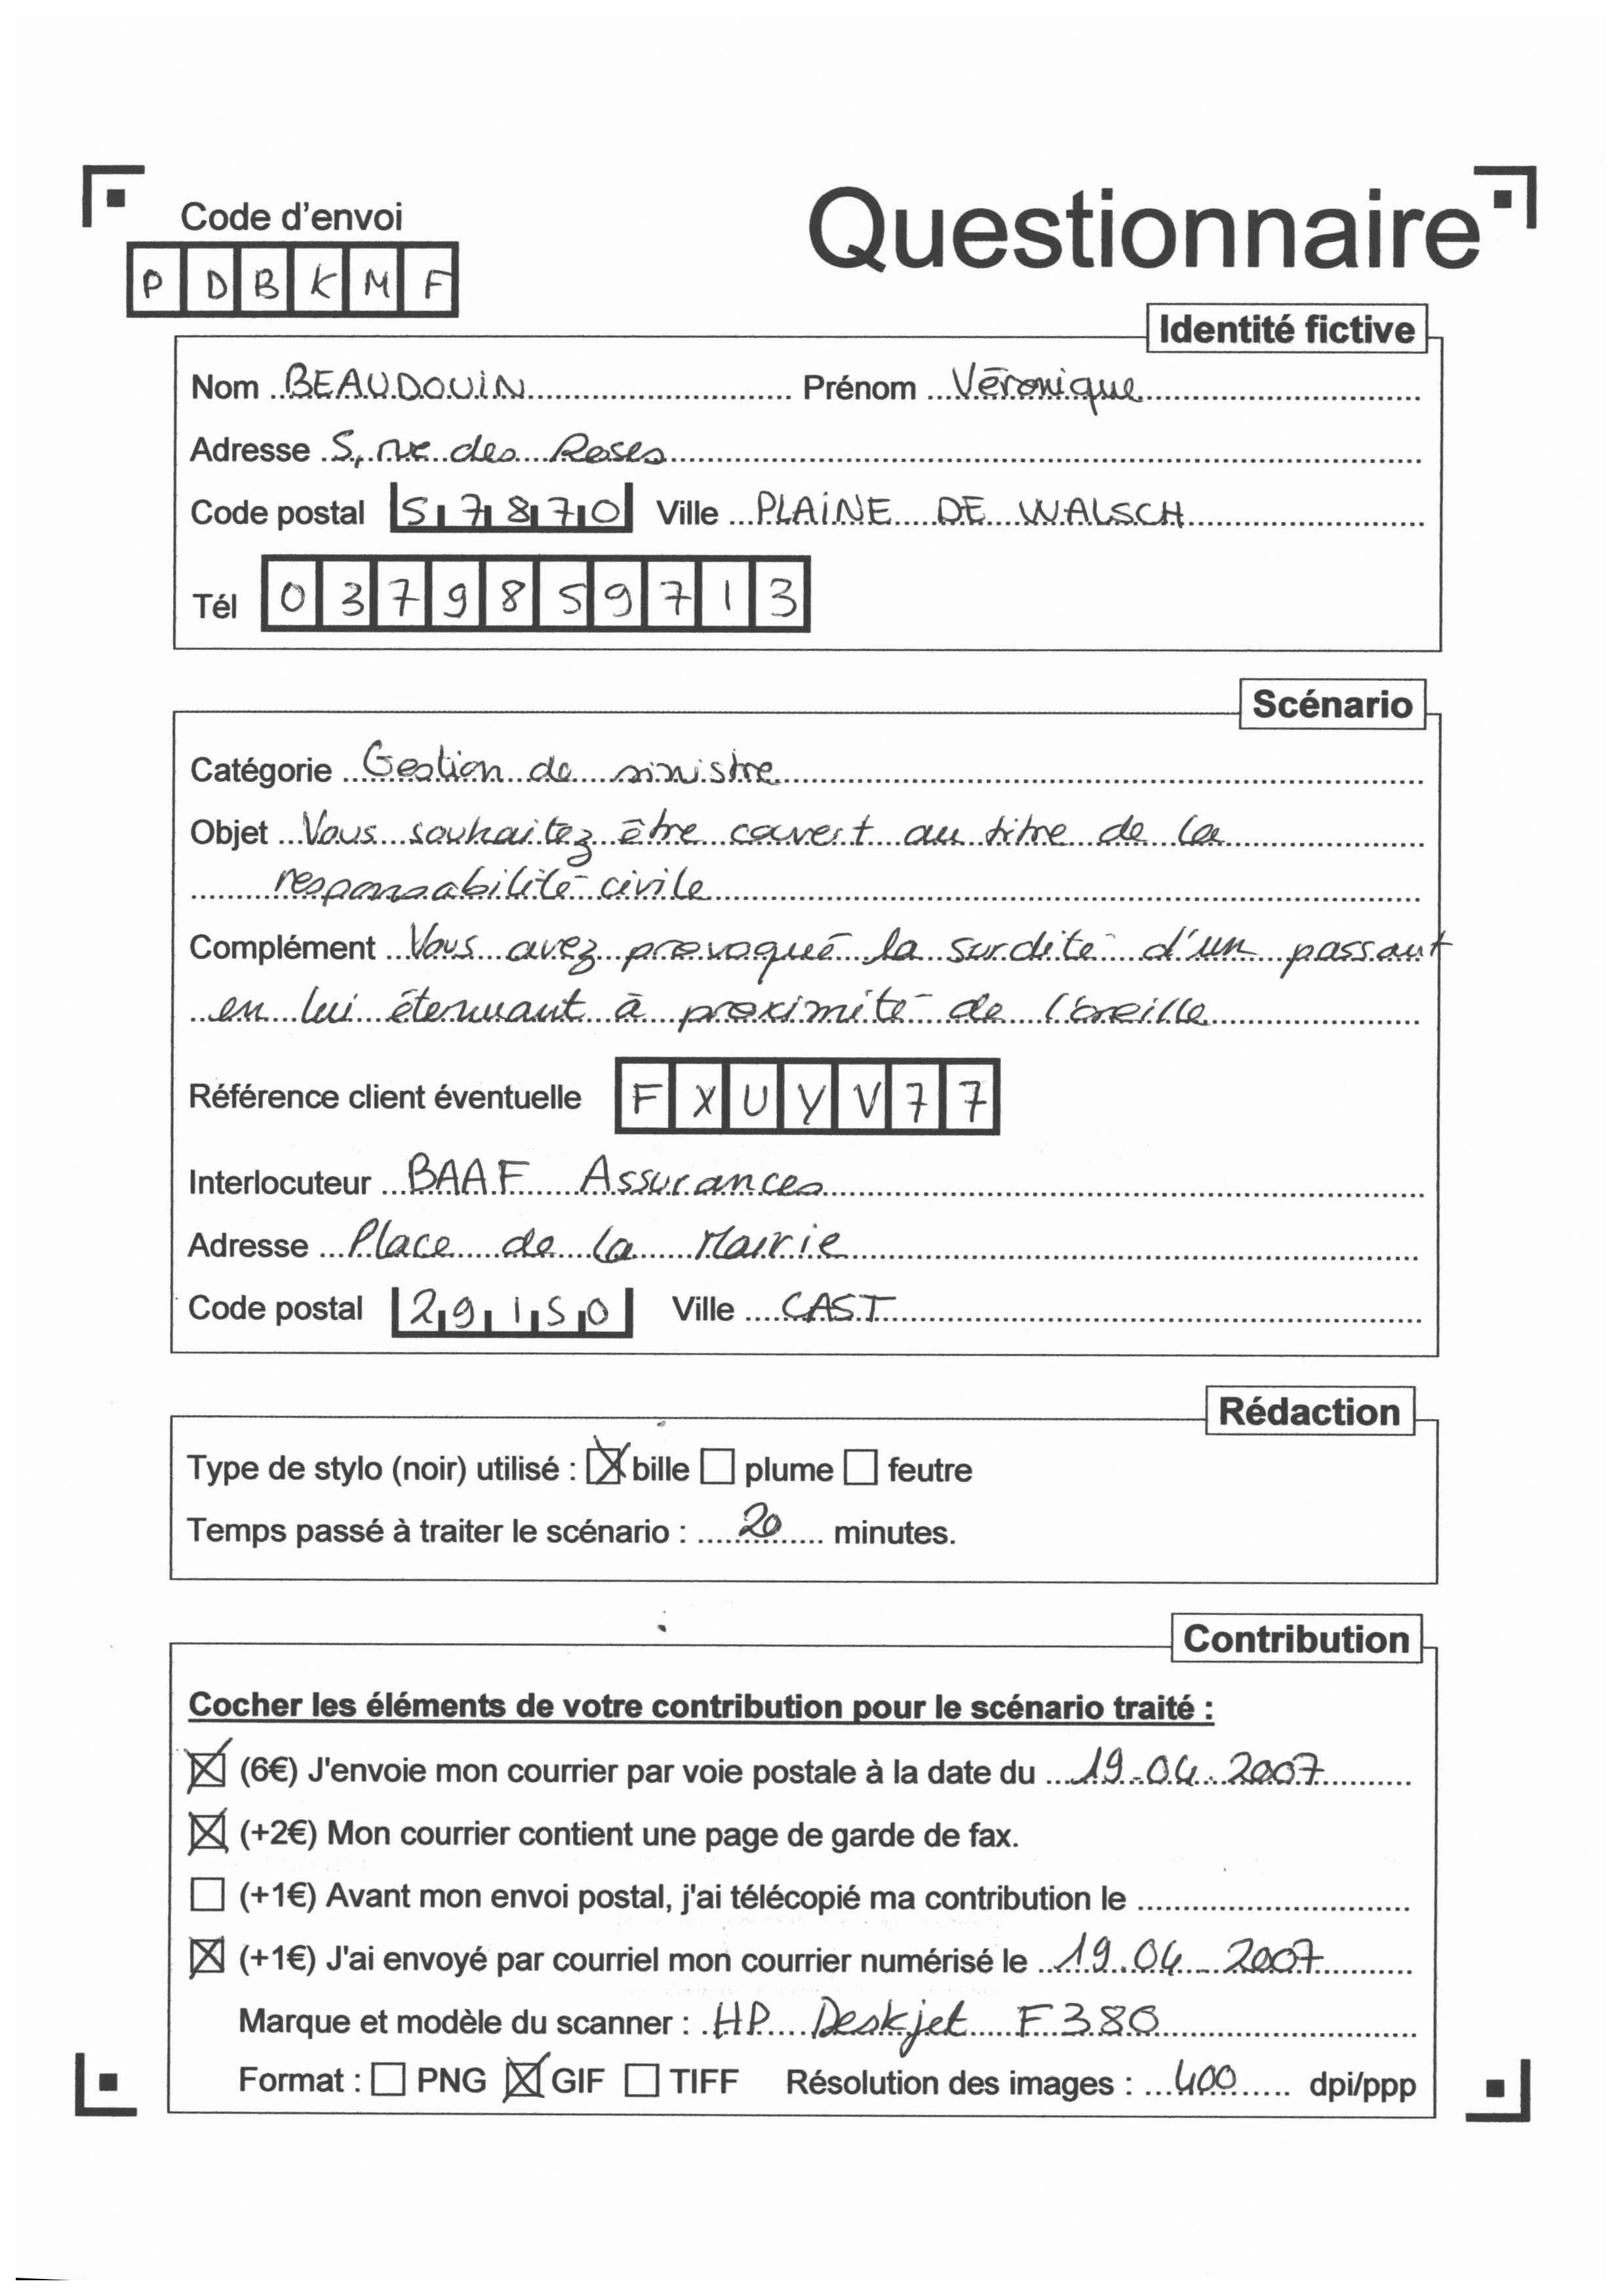 Code d'envoi
Questionnaire
P D B K M F
Identité fictive
Nom BEAUDOUIN Prénom Véronique
Adresse 5, rue des Roses
Code postal 57870 Ville PLAINE DE WALSCH
Tél 0379859713
Scénario
Catégorie Gestion de sinistre
Objet Vous souhaitez être couvert au titre de la
responsabilité civile
Complément Vous avez provoqué la surdité d'un passant
en lui éternuant à proximité de l'oreille
Référence client éventuelle FXUYV77
Interlocuteur BAAF Assurances
Adresse Place de la Mairie
Code postal 29150 Ville CAST
Rédaction
Type de stylo (noir) utilisé : ☒ bille ☐ plume ☐ feutre
Temps passé à traiter le scénario : 20 minutes.
Contribution
Cocher les éléments de votre contribution pour le scénario traité :
☒ (6€) J'envoie mon courrier par voie postale à la date du 19.04.2007
☒ (+2€) Mon courrier contient une page de garde de fax.
☐ (+1€) Avant mon envoi postal, j'ai télécopié ma contribution le
☒ (+1€) J'ai envoyé par courriel mon courrier numérisé le 19.04.2007
Marque et modèle du scanner : HP Deskjet F380
Format : ☐ PNG ☒ GIF ☐ TIFF Résolution des images : 400 dpi/ppp